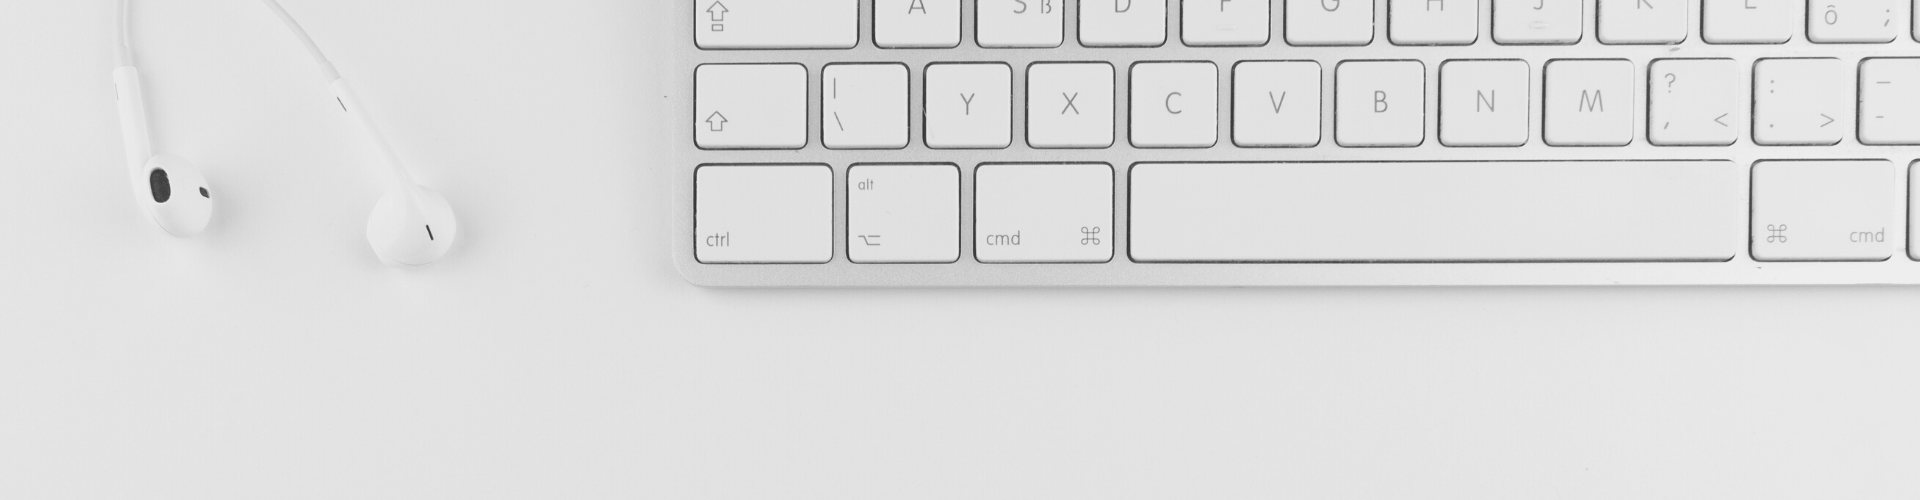 A S ß D F G H J K L ô ;
| \ Y X C V B N M ? , < : . > — -
alt
ctrl cmd ⌘ ⌘ cmd